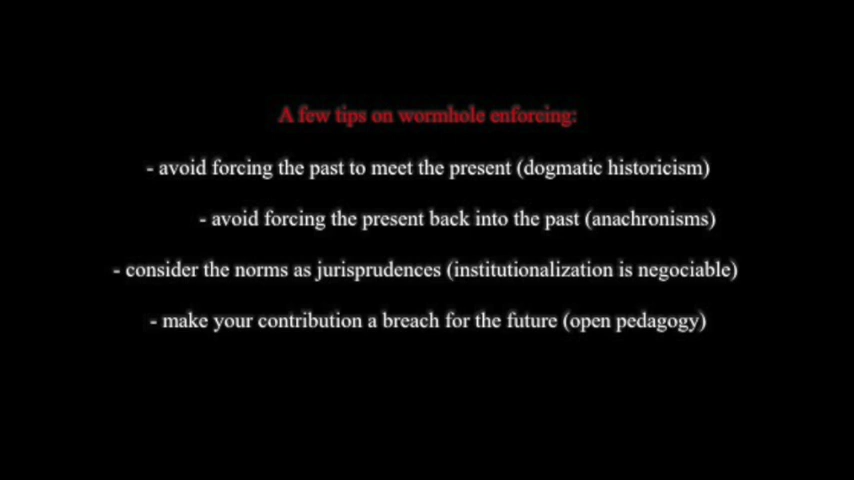 A few tips on wormhole enforcing:
- avoid forcing the past to meet the present (dogmatic historicism)
- avoid forcing the present back into the past (anachronisms)
- consider the norms as jurisprudences (institutionalization is negociable)
- make your contribution a breach for the future (open pedagogy)